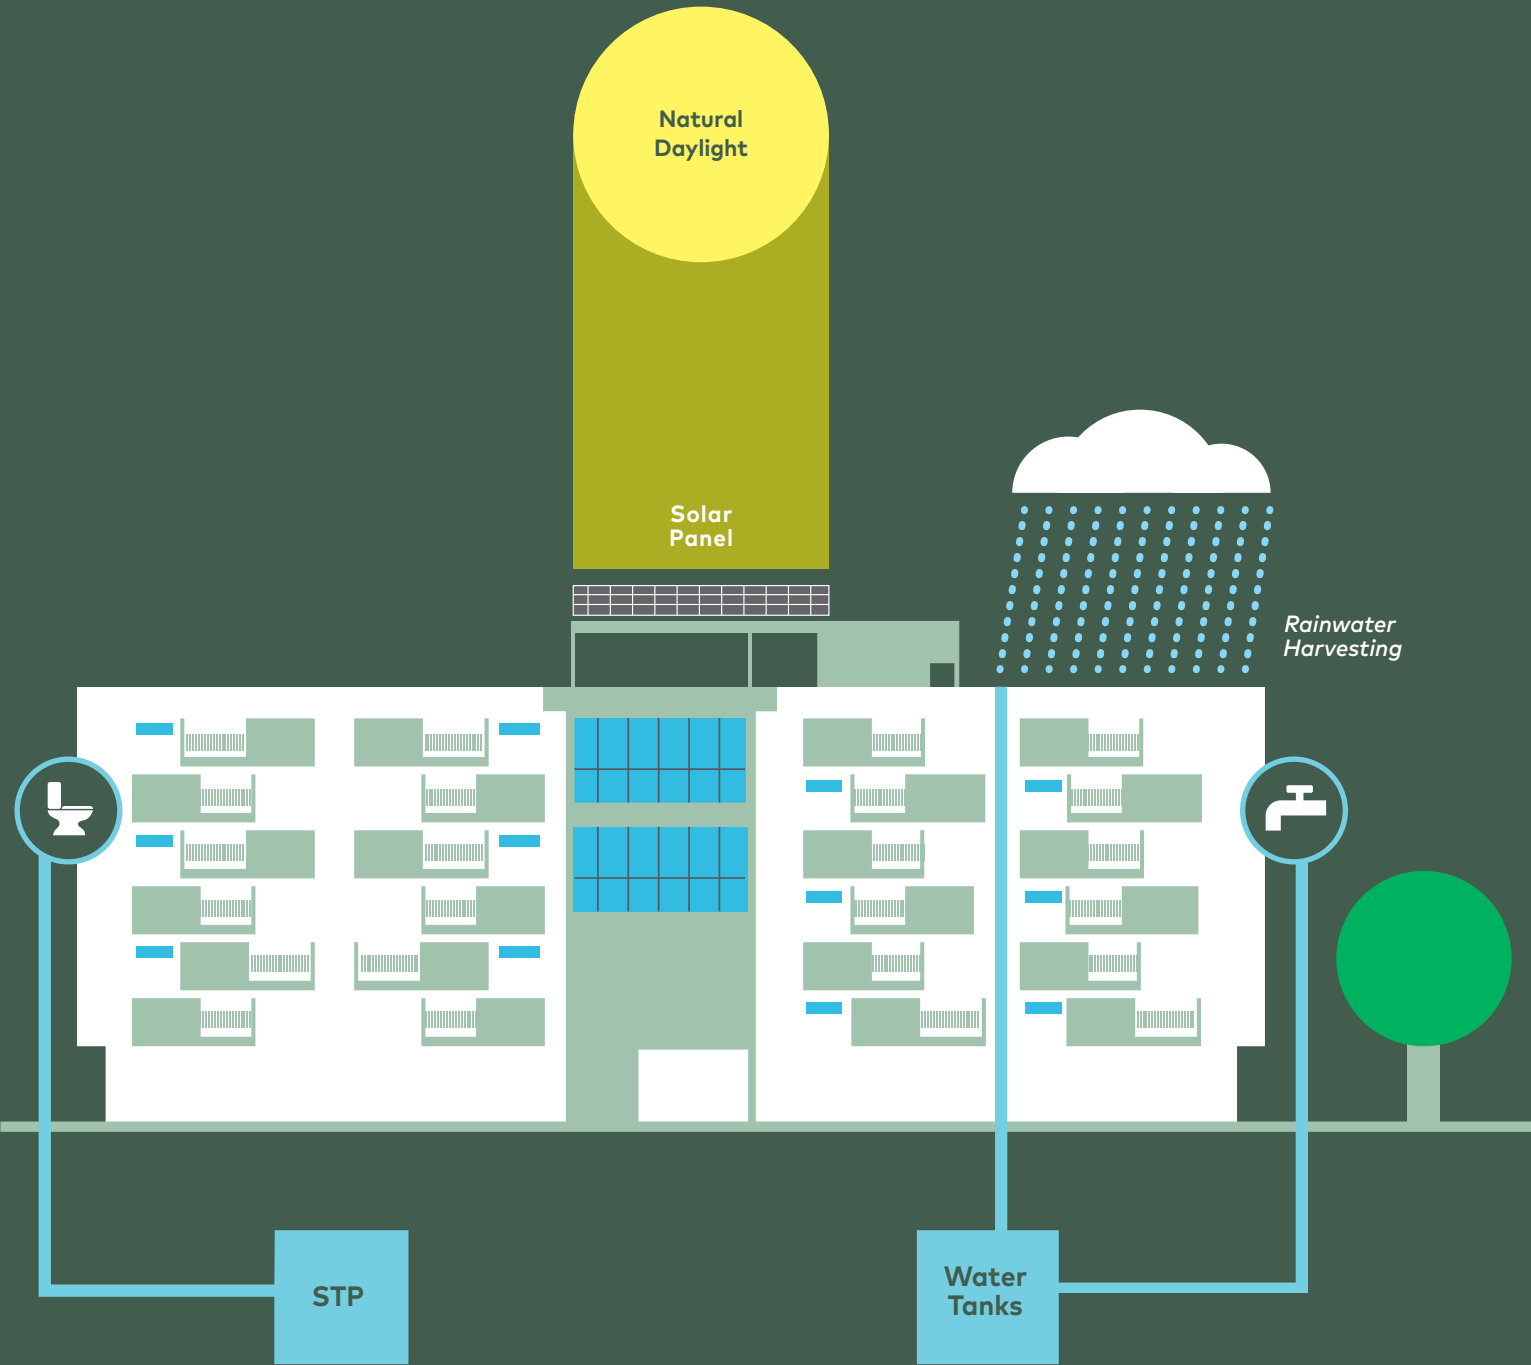 Natural
Daylight
Solar
Panel
Rainwater
Harvesting
STP
Water
Tanks